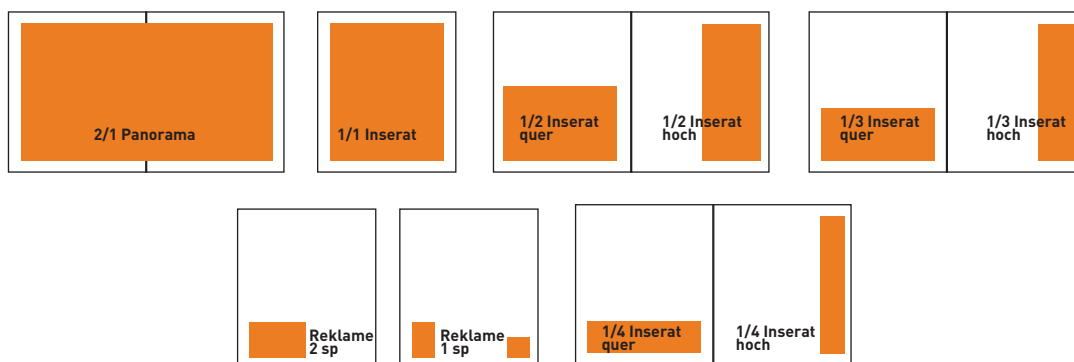 2/1 Panorama
1/1 Inserat
1/2 Inserat
quer
1/2 Inserat
hoch
1/3 Inserat
quer
1/3 Inserat
hoch
Reklame
2 sp
Reklame
1 sp
1/4 Inserat
quer
1/4 Inserat
hoch